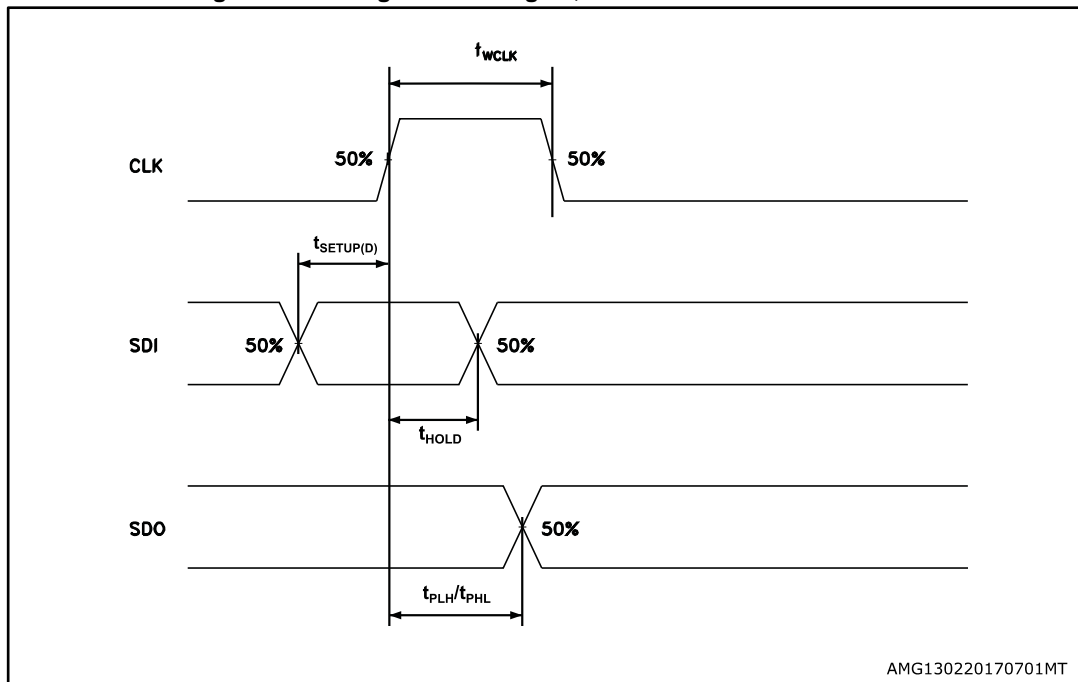 tWCLK
50%
50%
CLK
tSETUP(D)
SDI
50%
50%
tHOLD
SDO
50%
tPLH/tPHL
AMG130220170701MT